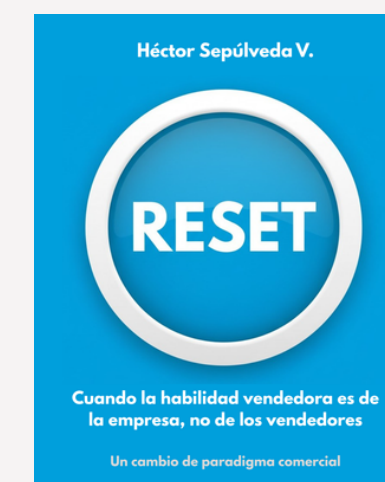 Héctor Sepúlveda V.
RESET
Cuando la habilidad vendedora es de
la empresa, no de los vendedores
Un cambio de paradigma comercial